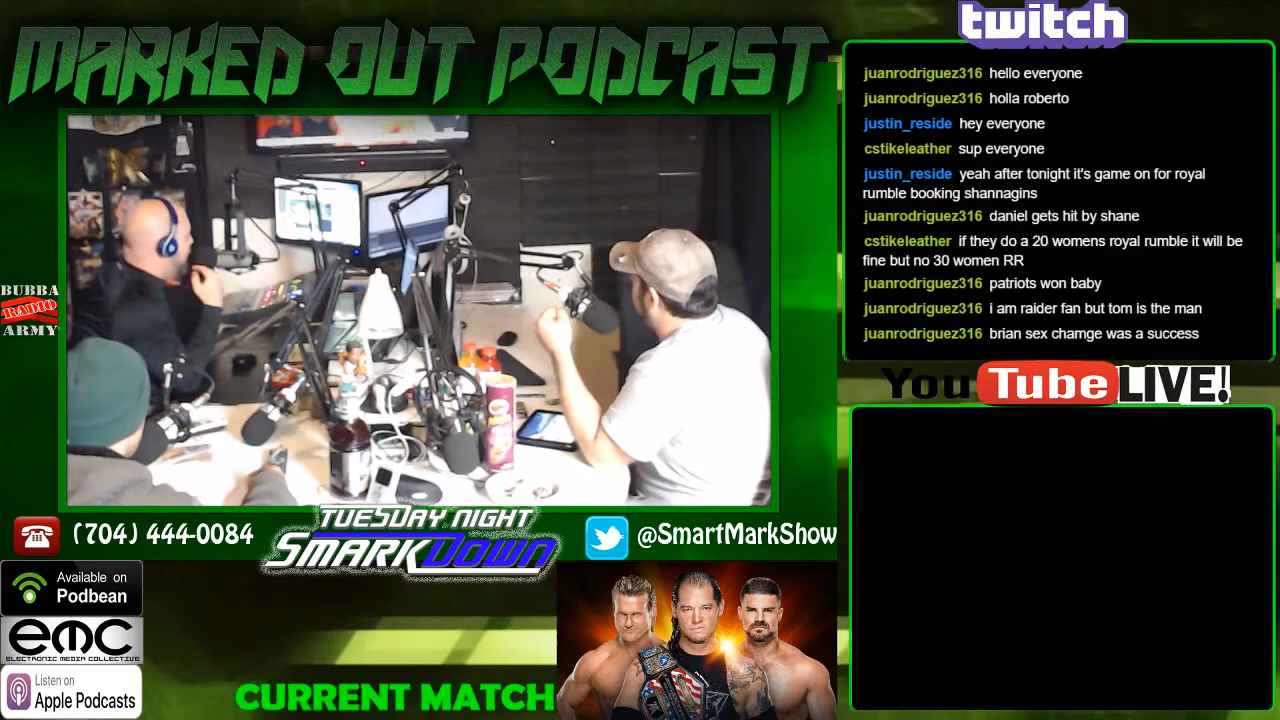 MARKED OUT PODCAST
twitch
juanrodriguez316 hello everyone
juanrodriguez316 holla roberto
justin_reside hey everyone
cstikeleather sup everyone
justin_reside yeah after tonight it's game on for royal
rumble booking shannagins
juanrodriguez316 daniel gets hit by shane
cstikeleather if they do a 20 womens royal rumble it will be
fine but no 30 women RR
juanrodriguez316 patriots won baby
juanrodriguez316 i am raider fan but tom is the man
juanrodriguez316 brian sex chamge was a success
BUBBA
RADIO
ARMY
YouTube LIVE!
(704) 444-0084
TUESDAY NIGHT
SMARKDOWN
@SmartMarkShow
Available on
Podbean
emc
ELECTRONIC MEDIA COLLECTIVE
Listen on
Apple Podcasts
CURRENT MATCH